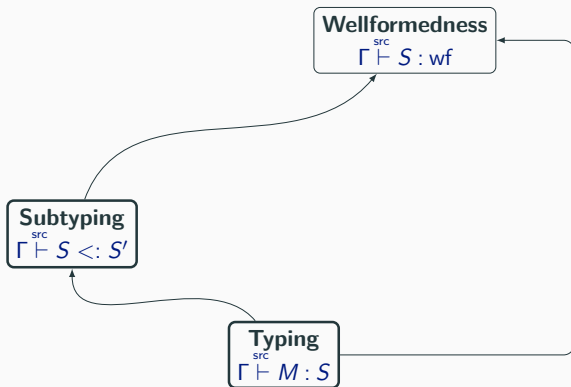 Wellformedness
Γ ⊢src S : wf
Subtyping
Γ ⊢src S <: S′
Typing
Γ ⊢src M : S